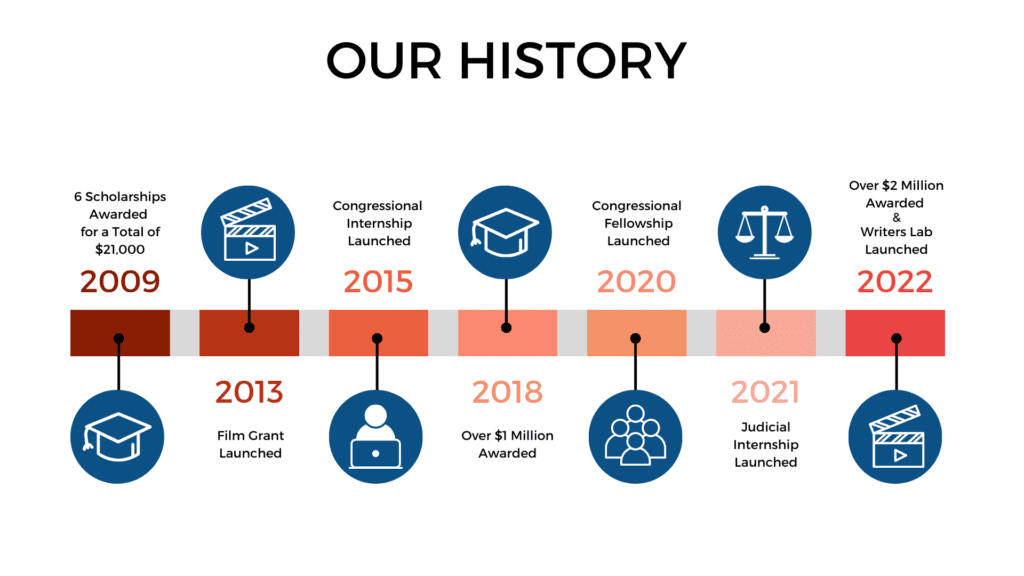 OUR HISTORY
6 Scholarships
Awarded
for a Total of
$21,000
2009
2013
Film Grant
Launched
Congressional
Internship
Launched
2015
2018
Over $1 Million
Awarded
Congressional
Fellowship
Launched
2020
2021
Judicial
Internship
Launched
Over $2 Million
Awarded
&
Writers Lab
Launched
2022